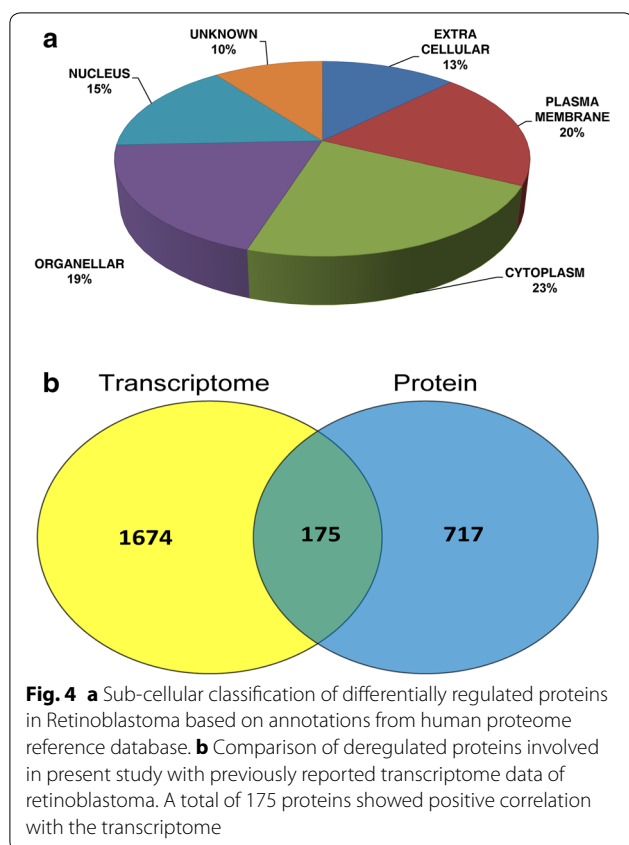 a
UNKNOWN
10%
EXTRA
CELLULAR
13%
NUCLEUS
15%
PLASMA
MEMBRANE
20%
ORGANELLAR
19%
CYTOPLASM
23%
b
Transcriptome
Protein
1674
175
717
Fig. 4 a Sub-cellular classification of differentially regulated proteins
in Retinoblastoma based on annotations from human proteome
reference database. b Comparison of deregulated proteins involved
in present study with previously reported transcriptome data of
retinoblastoma. A total of 175 proteins showed positive correlation
with the transcriptome